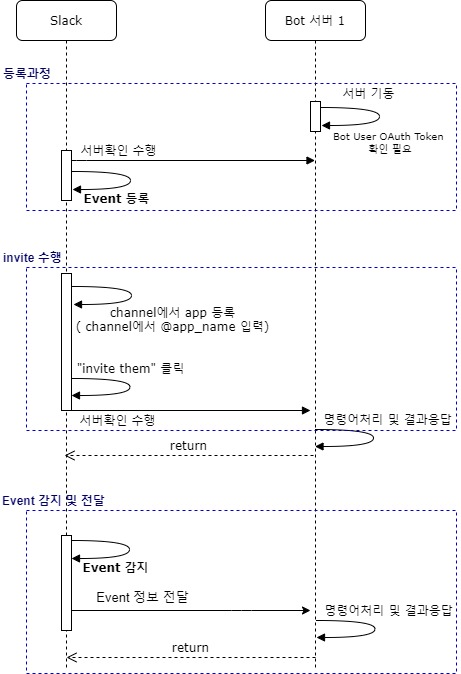 Slack
Bot 서버 1
등록과정
서버 기동
Bot User OAuth Token
확인 필요
서버확인 수행
Event 등록
invite 수행
channel에서 app 등록
( channel에서 @app_name 입력)
"invite them" 클릭
서버확인 수행
명령어처리 및 결과응답
return
Event 감지 및 전달
Event 감지
Event 정보 전달
명령어처리 및 결과응답
return